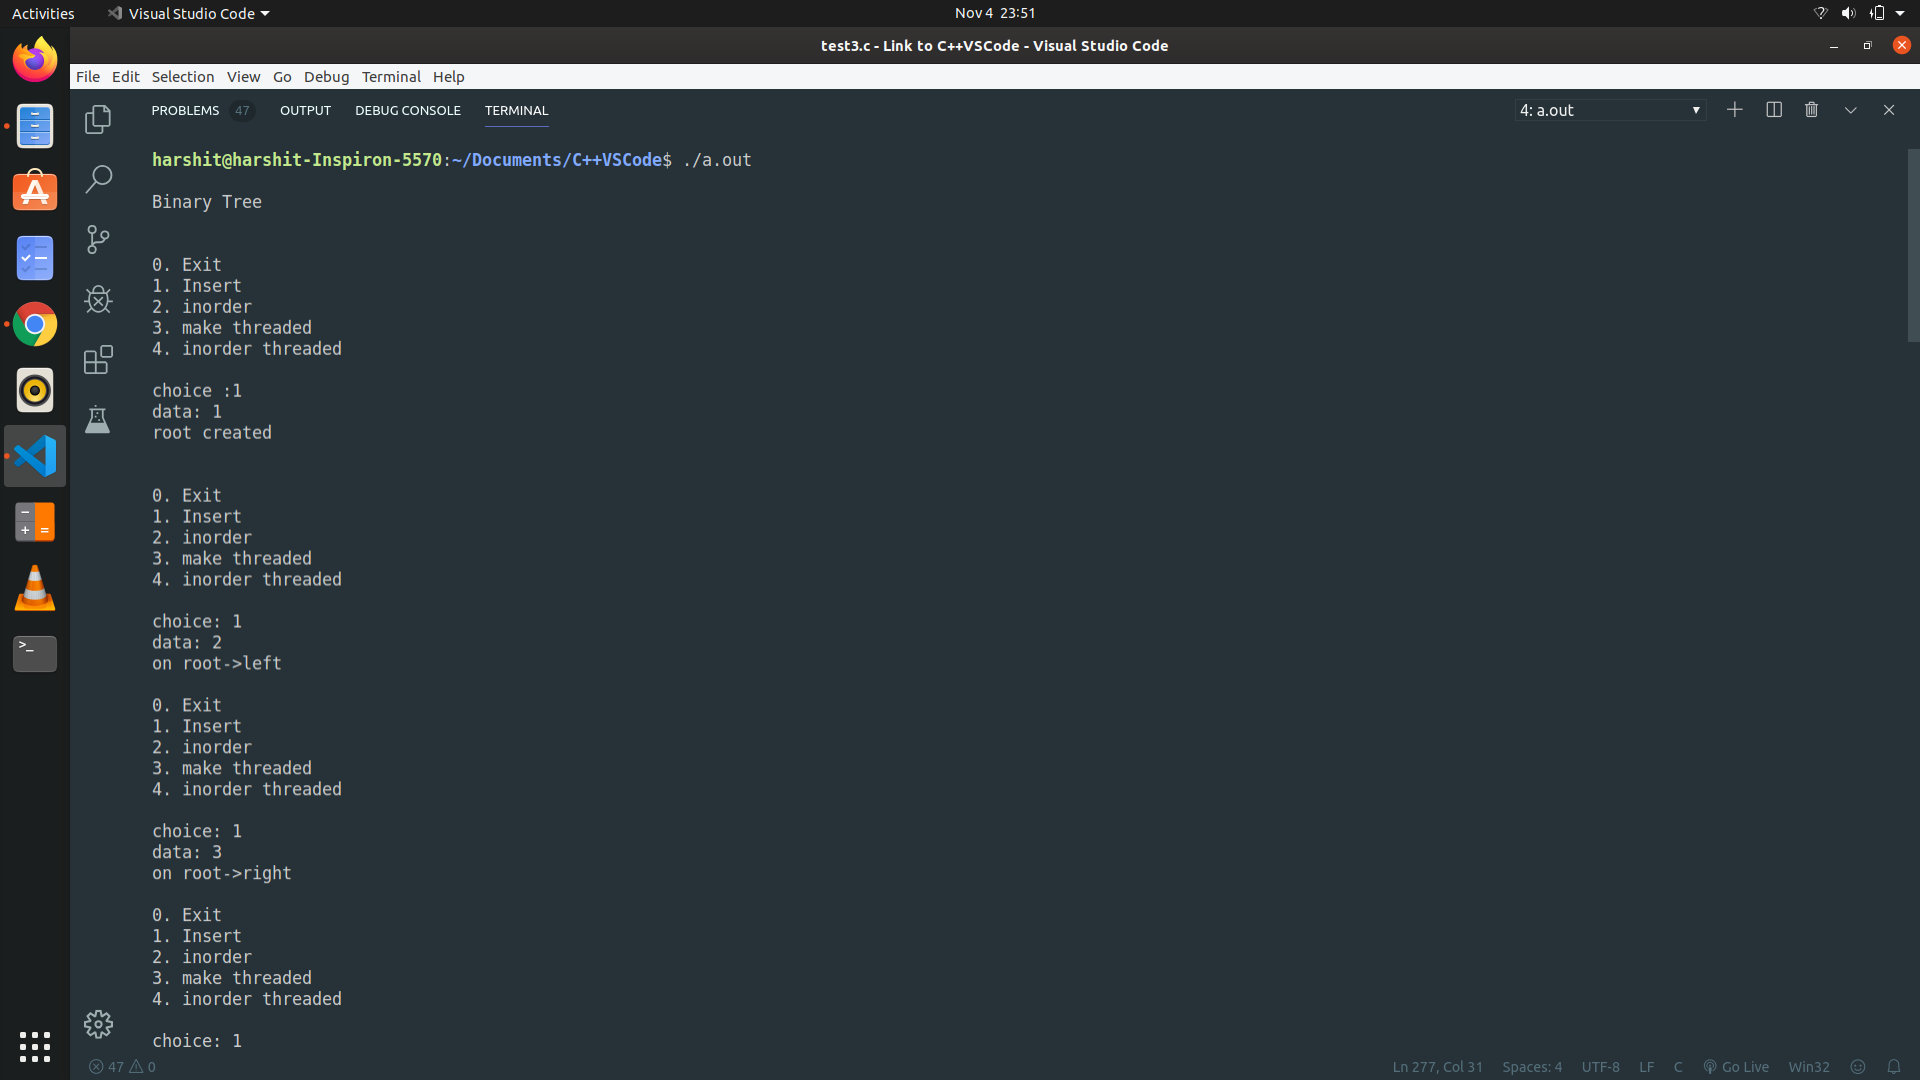 Activities Visual Studio Code Nov 4 23:51
test3.c - Link to C++VSCode - Visual Studio Code
File Edit Selection View Go Debug Terminal Help
PROBLEMS 47 OUTPUT DEBUG CONSOLE TERMINAL 4: a.out
harshit@harshit-Inspiron-5570:~/Documents/C++VSCode$ ./a.out
Binary Tree
0. Exit
1. Insert
2. inorder
3. make threaded
4. inorder threaded
choice :1
data: 1
root created
0. Exit
1. Insert
2. inorder
3. make threaded
4. inorder threaded
choice: 1
data: 2
on root->left
0. Exit
1. Insert
2. inorder
3. make threaded
4. inorder threaded
choice: 1
data: 3
on root->right
0. Exit
1. Insert
2. inorder
3. make threaded
4. inorder threaded
choice: 1
47 0 Ln 277, Col 31 Spaces: 4 UTF-8 LF C Go Live Win32